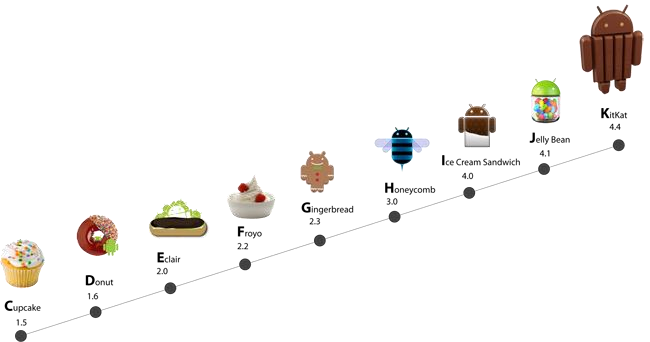 Cupcake
1.5
Donut
1.6
Eclair
2.0
Froyo
2.2
Gingerbread
2.3
Honeycomb
3.0
Ice Cream Sandwich
4.0
Jelly Bean
4.1
KitKat
4.4